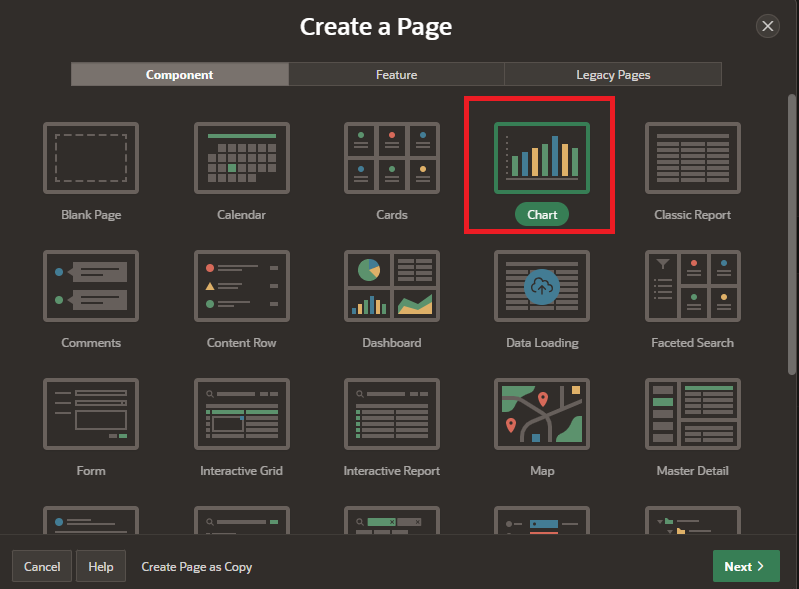 Create a Page
Component
Feature
Legacy Pages
Blank Page
Calendar
Cards
Chart
Classic Report
Comments
Content Row
Dashboard
Data Loading
Faceted Search
Form
Interactive Grid
Interactive Report
Map
Master Detail
Cancel
Help
Create Page as Copy
Next